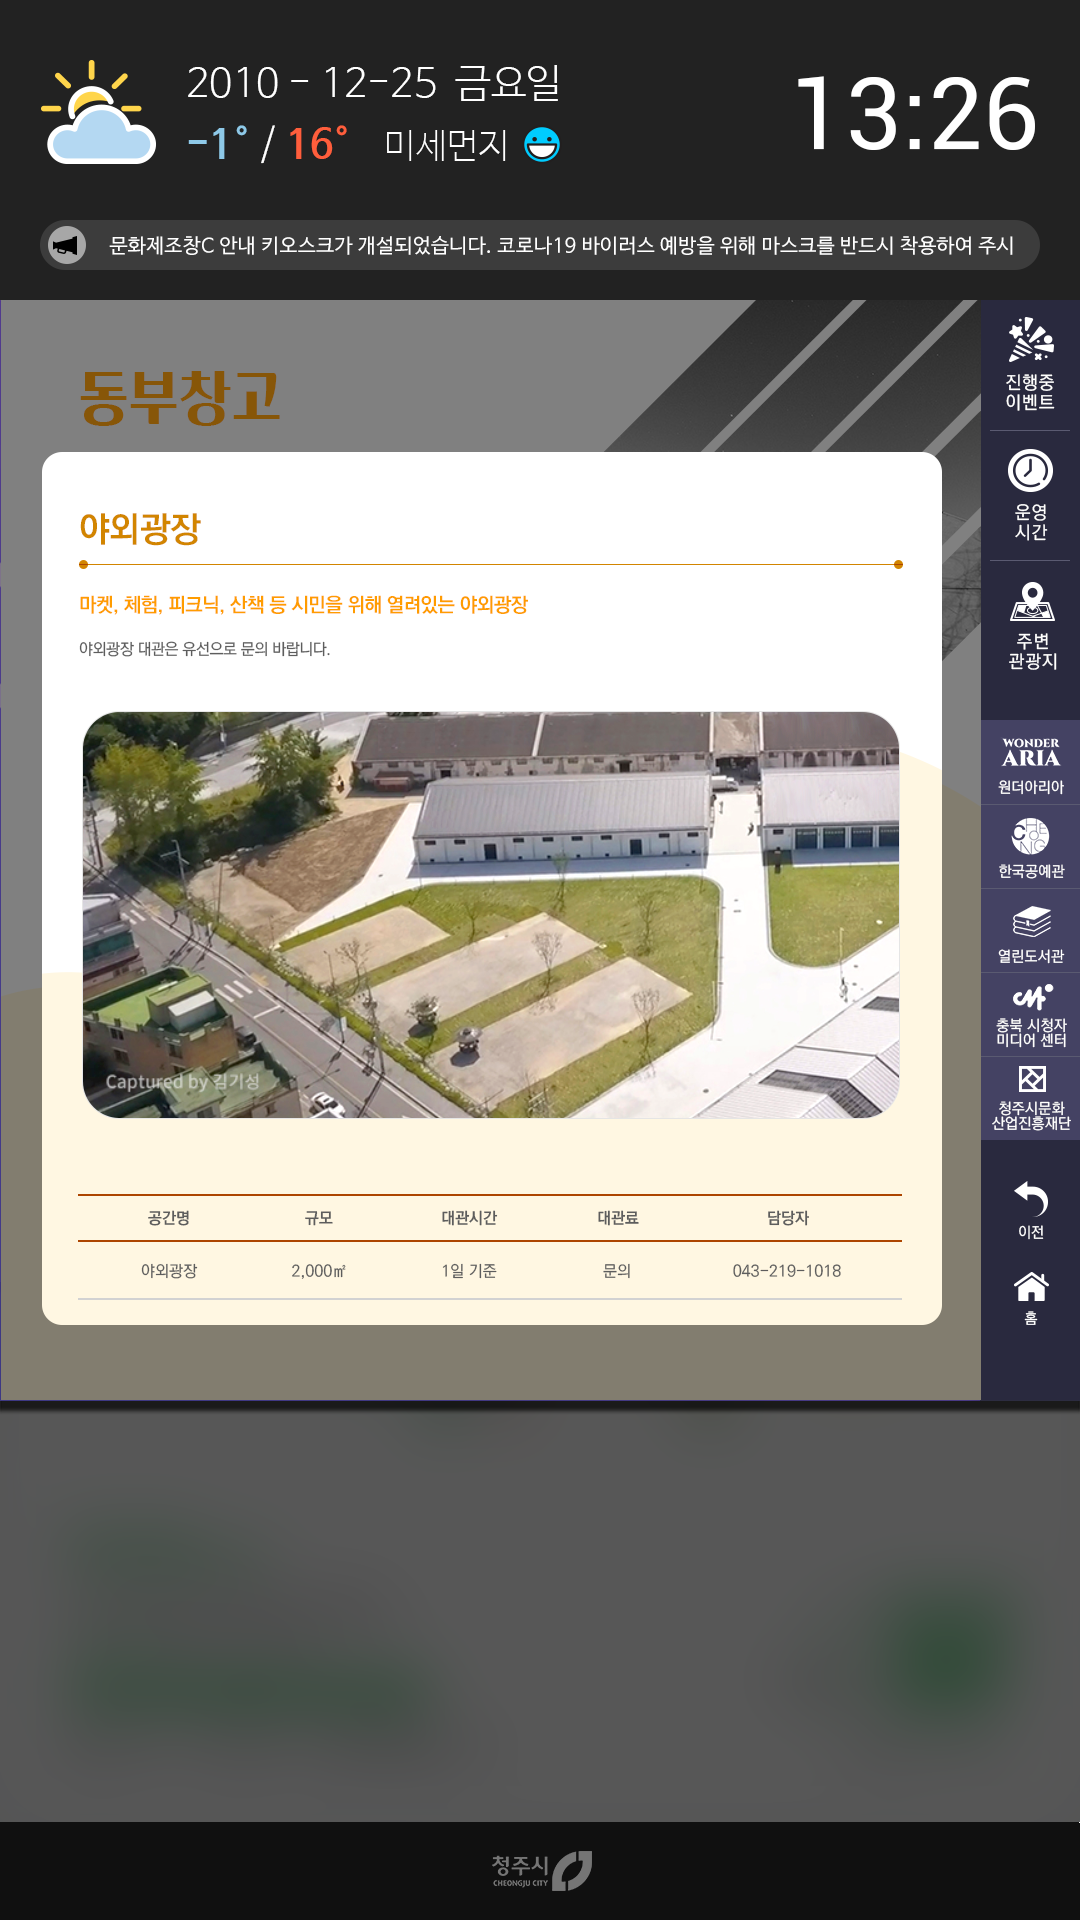 2010 - 12-25 금요일
-1° / 16° 미세먼지
13:26
문화제조창C 안내 키오스크가 개설되었습니다. 코로나19 바이러스 예방을 위해 마스크를 반드시 착용하여 주시
동부창고
야외광장
마켓, 체험, 피크닉, 산책 등 시민을 위해 열려있는 야외광장
야외광장 대관은 유선으로 문의 바랍니다.
Captured by 김기성
공간명 규모 대관시간 대관료 담당자
야외광장 2,000㎡ 1일 기준 문의 043-219-1018
진행중
이벤트
운영
시간
주변
관광지
WONDER
ARIA
원더아리아
CHEONG
한국공예관
열린도서관
충북 시청자
미디어 센터
청주시문화
산업진흥재단
이전
홈
청주시
CHEONGJU CITY